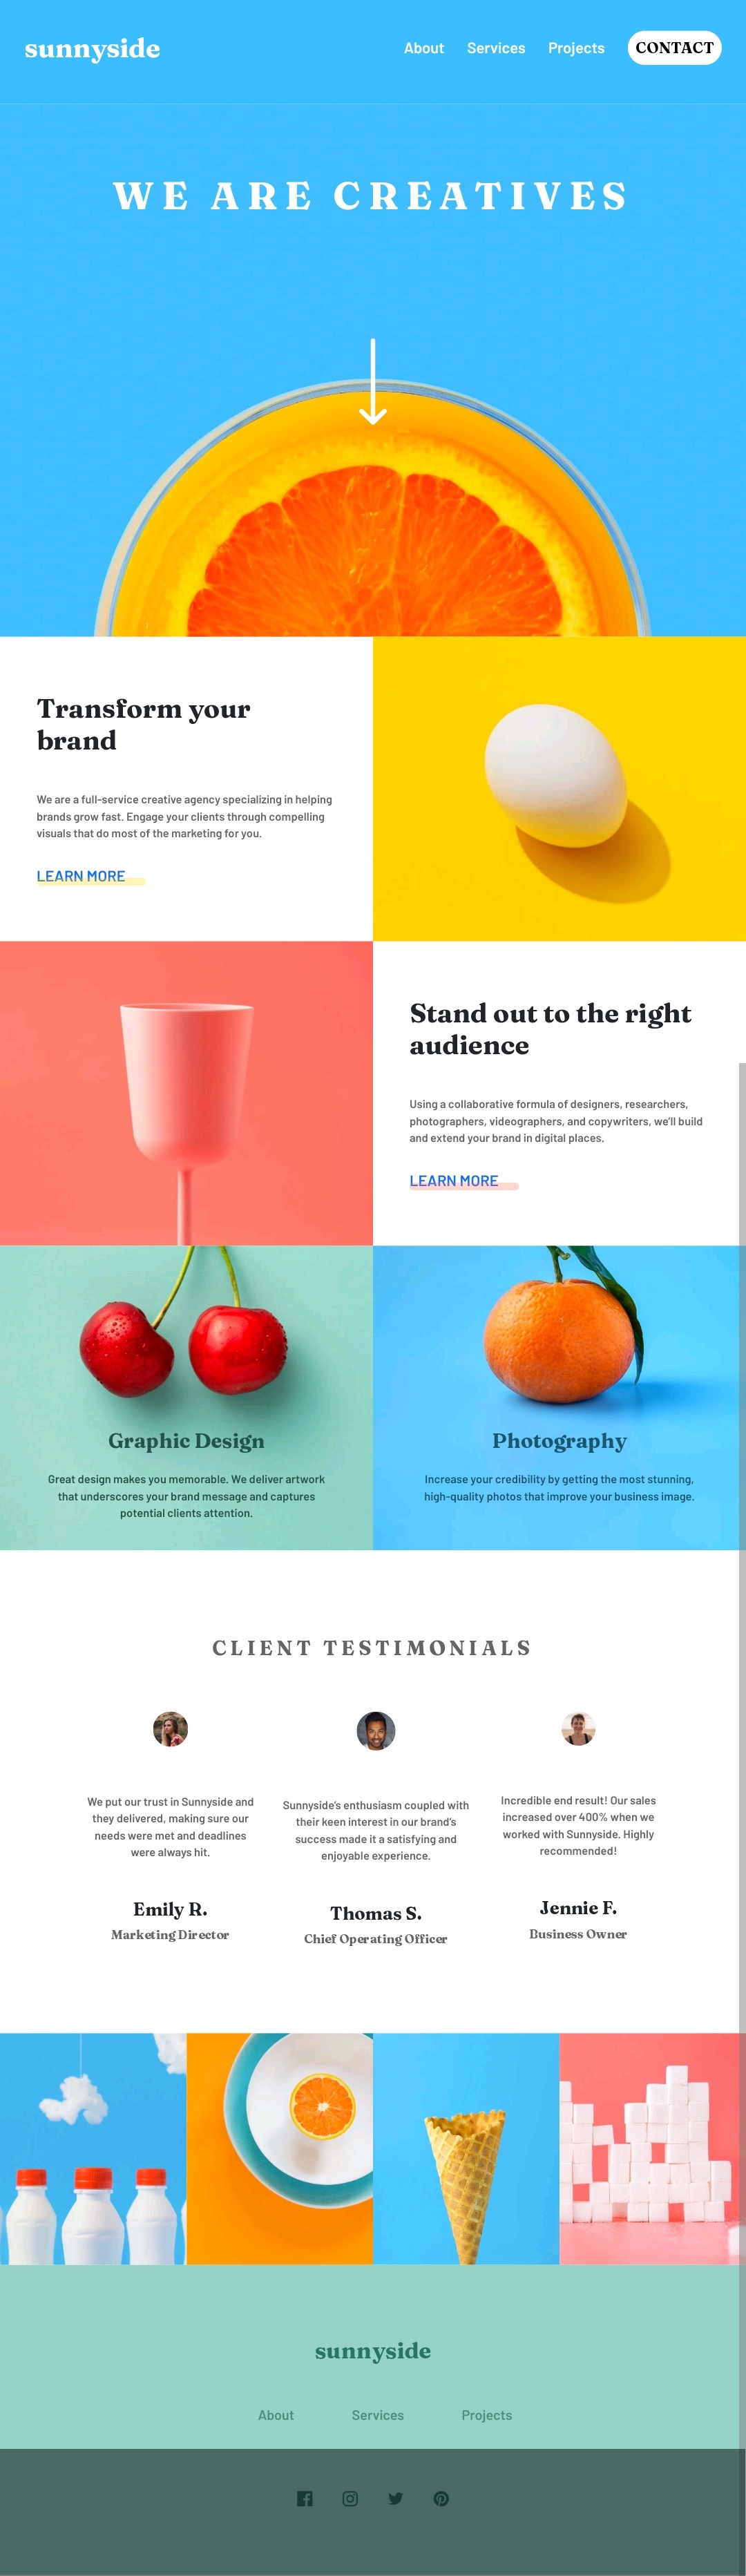 sunnyside
About Services Projects CONTACT
WE ARE CREATIVES
Transform your
brand
We are a full-service creative agency specializing in helping
brands grow fast. Engage your clients through compelling
visuals that do most of the marketing for you.
LEARN MORE
Stand out to the right
audience
Using a collaborative formula of designers, researchers,
photographers, videographers, and copywriters, we'll build
and extend your brand in digital places.
LEARN MORE
Graphic Design
Great design makes you memorable. We deliver artwork
that underscores your brand message and captures
potential clients attention.
Photography
Increase your credibility by getting the most stunning,
high-quality photos that improve your business image.
CLIENT TESTIMONIALS
We put our trust in Sunnyside and
they delivered, making sure our
needs were met and deadlines
were always hit.
Emily R.
Marketing Director
Sunnyside's enthusiasm coupled with
their keen interest in our brand's
success made it a satisfying and
enjoyable experience.
Thomas S.
Chief Operating Officer
Incredible end result! Our sales
increased over 400% when we
worked with Sunnyside. Highly
recommended!
Jennie F.
Business Owner
sunnyside
About Services Projects